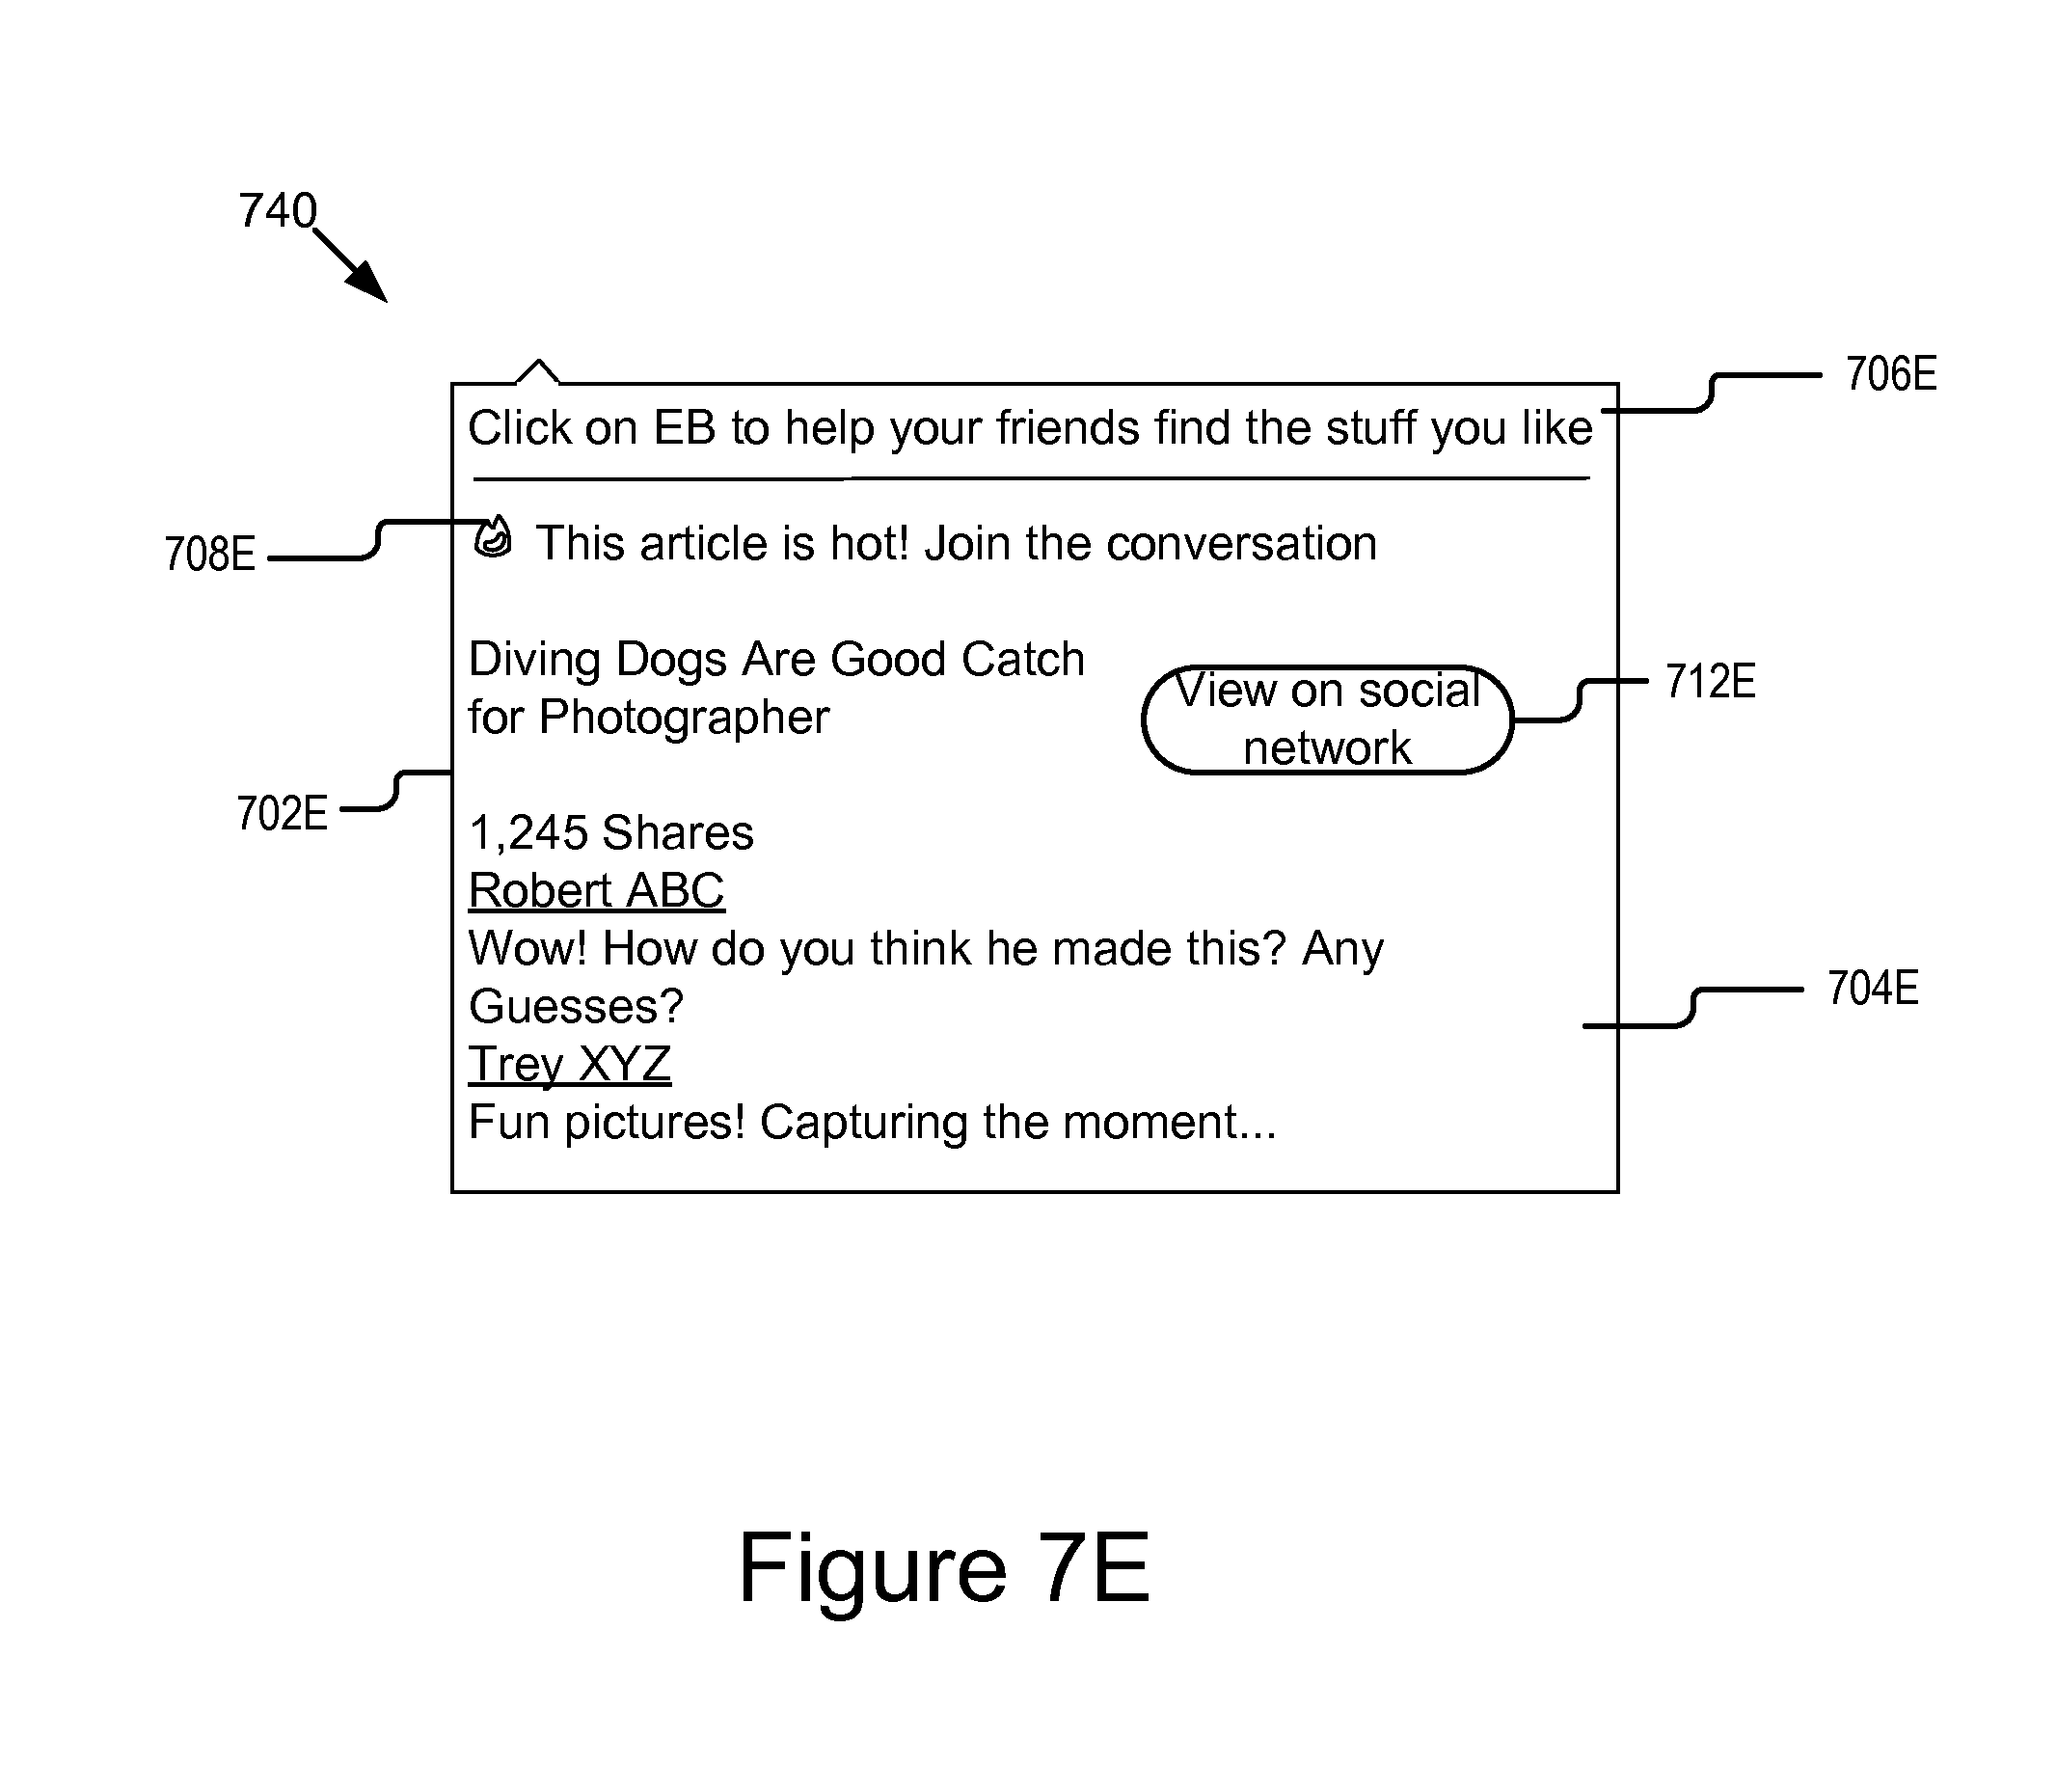 740
706E
Click on EB to help your friends find the stuff you like
708E
This article is hot! Join the conversation
Diving Dogs Are Good Catch
for Photographer
View on social
network
712E
702E
1,245 Shares
Robert ABC
Wow! How do you think he made this? Any
Guesses?
704E
Trey XYZ
Fun pictures! Capturing the moment...
Figure 7E